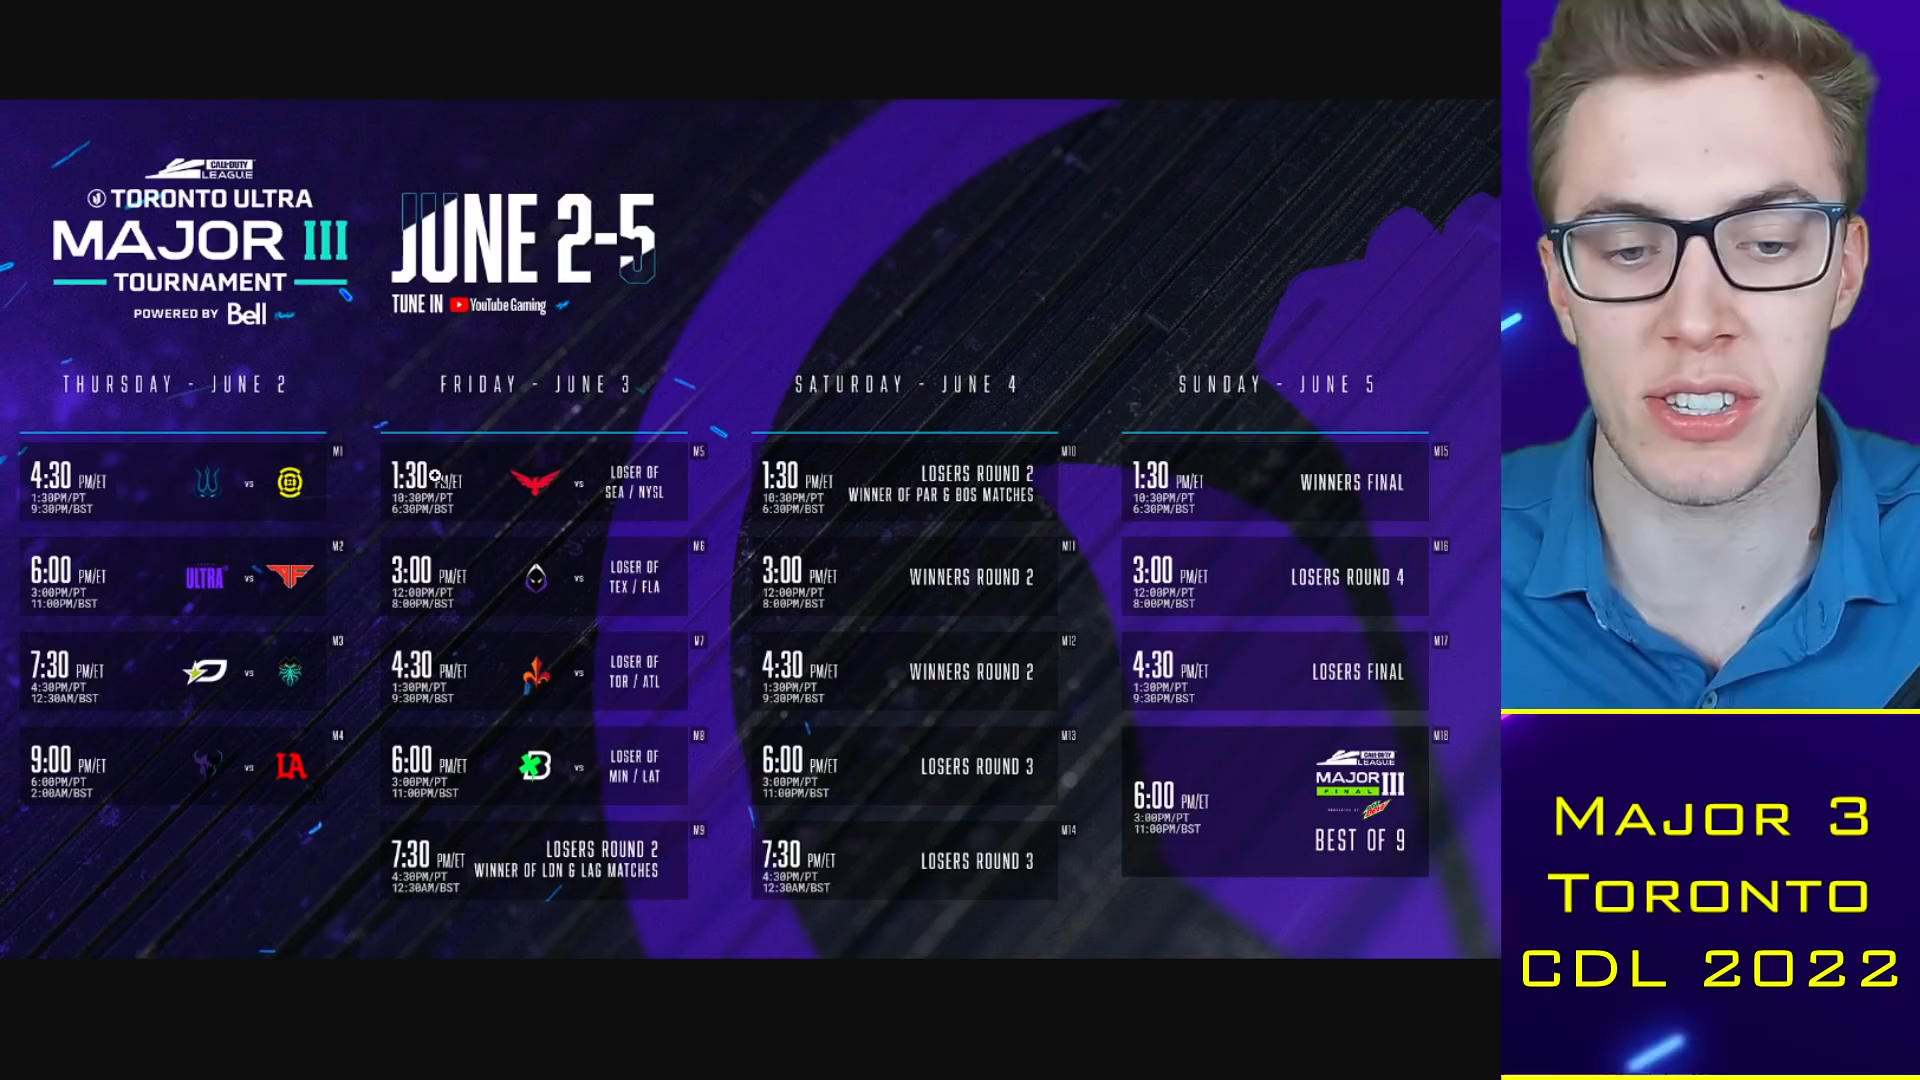 CALL OF DUTY
LEAGUE
TORONTO ULTRA
MAJOR III
TOURNAMENT
POWERED BY Bell
JUNE 2-5
TUNE IN YouTube Gaming
THURSDAY - JUNE 2
M1
4:30 PM/ET
1:30PM/PT
9:30PM/BST
VS
M2
6:00 PM/ET
3:00PM/PT
11:00PM/BST
ULTRA VS
M3
7:30 PM/ET
4:30PM/PT
12:30AM/BST
VS
M4
9:00 PM/ET
6:00PM/PT
2:00AM/BST
VS LA
FRIDAY - JUNE 3
M5
1:30 PM/ET
10:30PM/PT
6:30PM/BST
VS
LOSER OF
SEA / NYSL
M6
3:00 PM/ET
12:00PM/PT
8:00PM/BST
VS
LOSER OF
TEX / FLA
M7
4:30 PM/ET
1:30PM/PT
9:30PM/BST
VS
LOSER OF
TOR / ATL
M8
6:00 PM/ET
3:00PM/PT
11:00PM/BST
B VS
LOSER OF
MIN / LAT
M9
7:30 PM/ET
4:30PM/PT
12:30AM/BST
LOSERS ROUND 2
WINNER OF LDN & LAG MATCHES
SATURDAY - JUNE 4
M10
1:30 PM/ET
10:30PM/PT
6:30PM/BST
LOSERS ROUND 2
WINNER OF PAR & BOS MATCHES
M11
3:00 PM/ET
12:00PM/PT
8:00PM/BST
WINNERS ROUND 2
M12
4:30 PM/ET
1:30PM/PT
9:30PM/BST
WINNERS ROUND 2
M13
6:00 PM/ET
3:00PM/PT
11:00PM/BST
LOSERS ROUND 3
M14
7:30 PM/ET
4:30PM/PT
12:30AM/BST
LOSERS ROUND 3
SUNDAY - JUNE 5
M15
1:30 PM/ET
10:30PM/PT
6:30PM/BST
WINNERS FINAL
M16
3:00 PM/ET
12:00PM/PT
8:00PM/BST
LOSERS ROUND 4
M17
4:30 PM/ET
1:30PM/PT
9:30PM/BST
LOSERS FINAL
M18
6:00 PM/ET
3:00PM/PT
11:00PM/BST
CALL OF DUTY
LEAGUE
MAJOR III
FINAL
BEST OF 9
MAJOR 3
TORONTO
CDL 2022